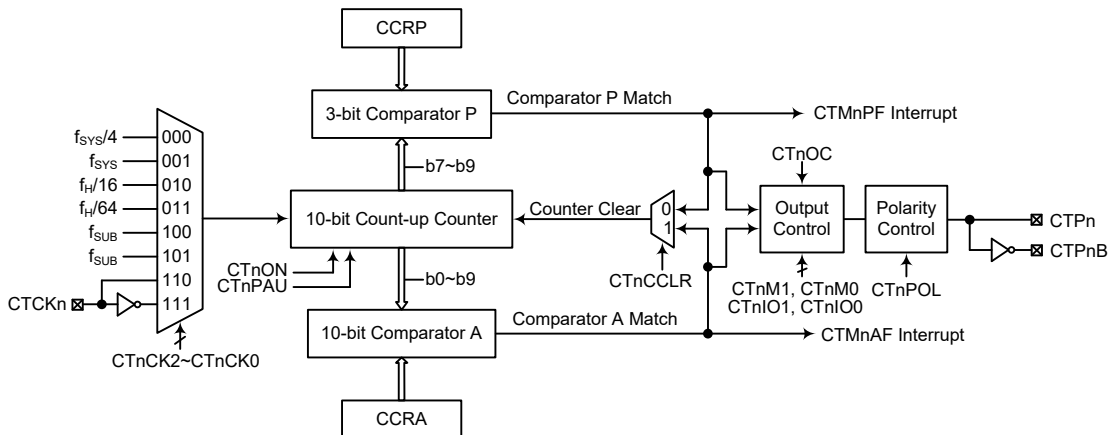 CCRP
3-bit Comparator P
Comparator P Match
CTMnPF Interrupt
fSYS/4
000
fSYS
001
fH/16
010
fH/64
011
fSUB
100
fSUB
101
110
111
CTCKn
CTnCK2~CTnCK0
b7~b9
10-bit Count-up Counter
CTnON
CTnPAU
b0~b9
Counter Clear
0
1
CTnCCLR
CTnOC
Output
Control
CTnM1, CTnM0
CTnIO1, CTnIO0
Polarity
Control
CTnPOL
CTPn
CTPnB
10-bit Comparator A
Comparator A Match
CTMnAF Interrupt
CCRA